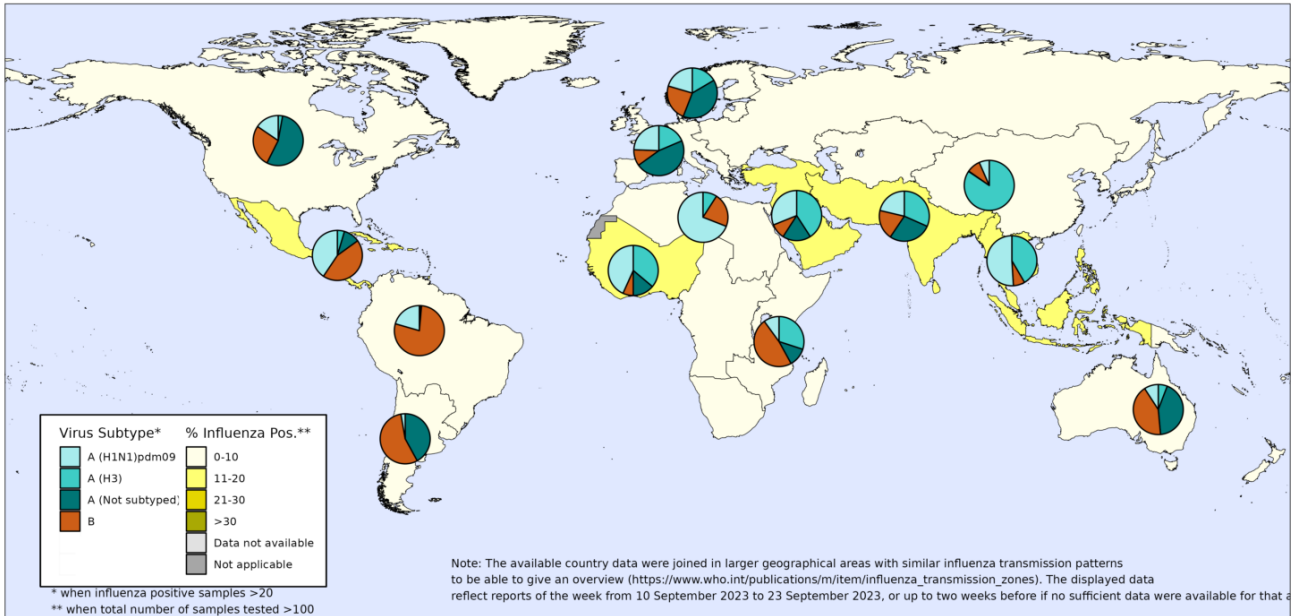 Virus Subtype*
A (H1N1)pdm09
A (H3)
A (Not subtyped)
B
% Influenza Pos.**
0-10
11-20
21-30
>30
Data not available
Not applicable
* when influenza positive samples >20
** when total number of samples tested >100
Note: The available country data were joined in larger geographical areas with similar influenza transmission patterns
to be able to give an overview (https://www.who.int/publications/m/item/influenza_transmission_zones). The displayed data
reflect reports of the week from 10 September 2023 to 23 September 2023, or up to two weeks before if no sufficient data were available for that a